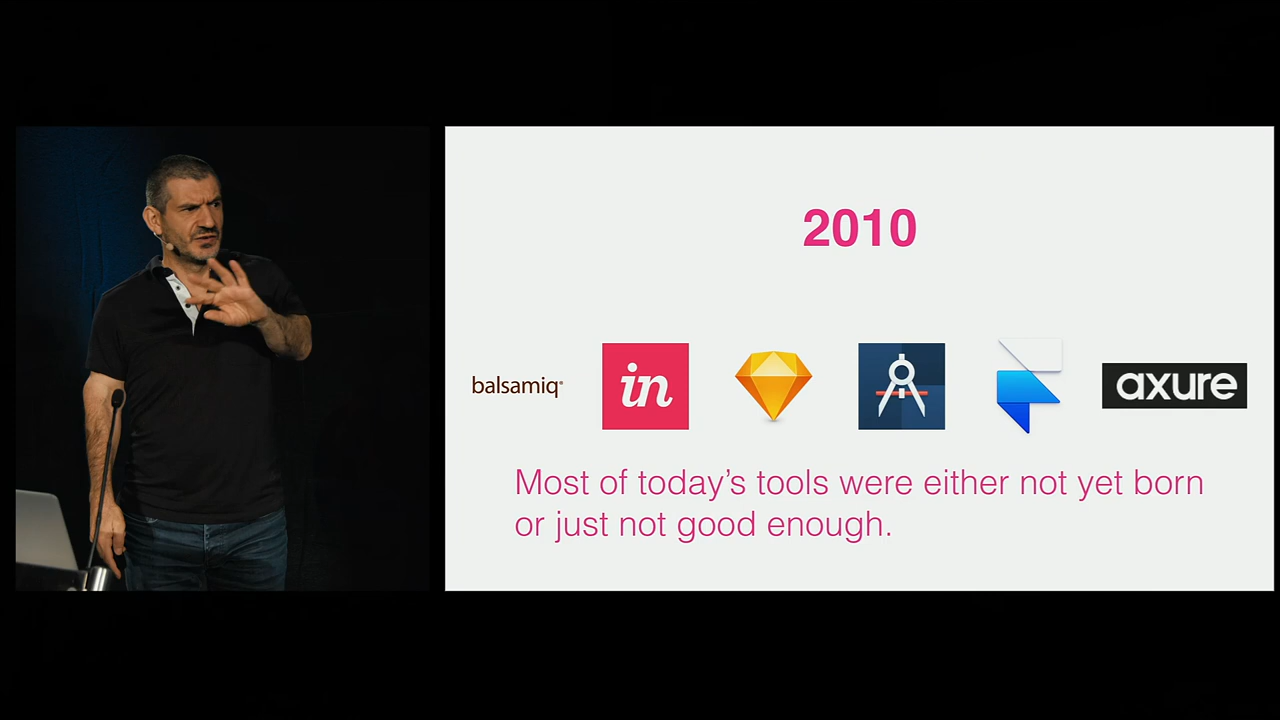 2010
balsamiq®
in
axure
Most of today's tools were either not yet born
or just not good enough.